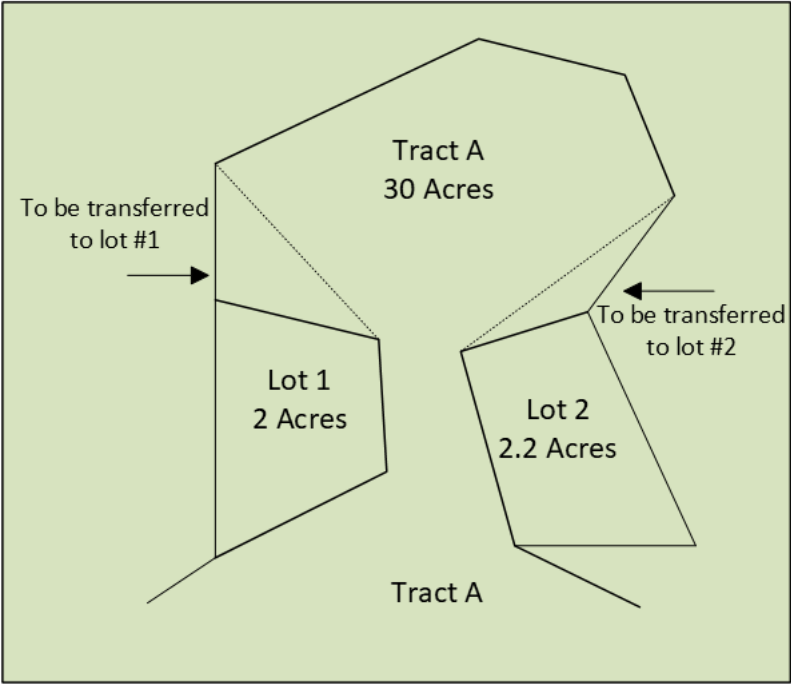 Tract A
30 Acres
To be transferred
to lot #1
To be transferred
to lot #2
Lot 1
2 Acres
Lot 2
2.2 Acres
Tract A